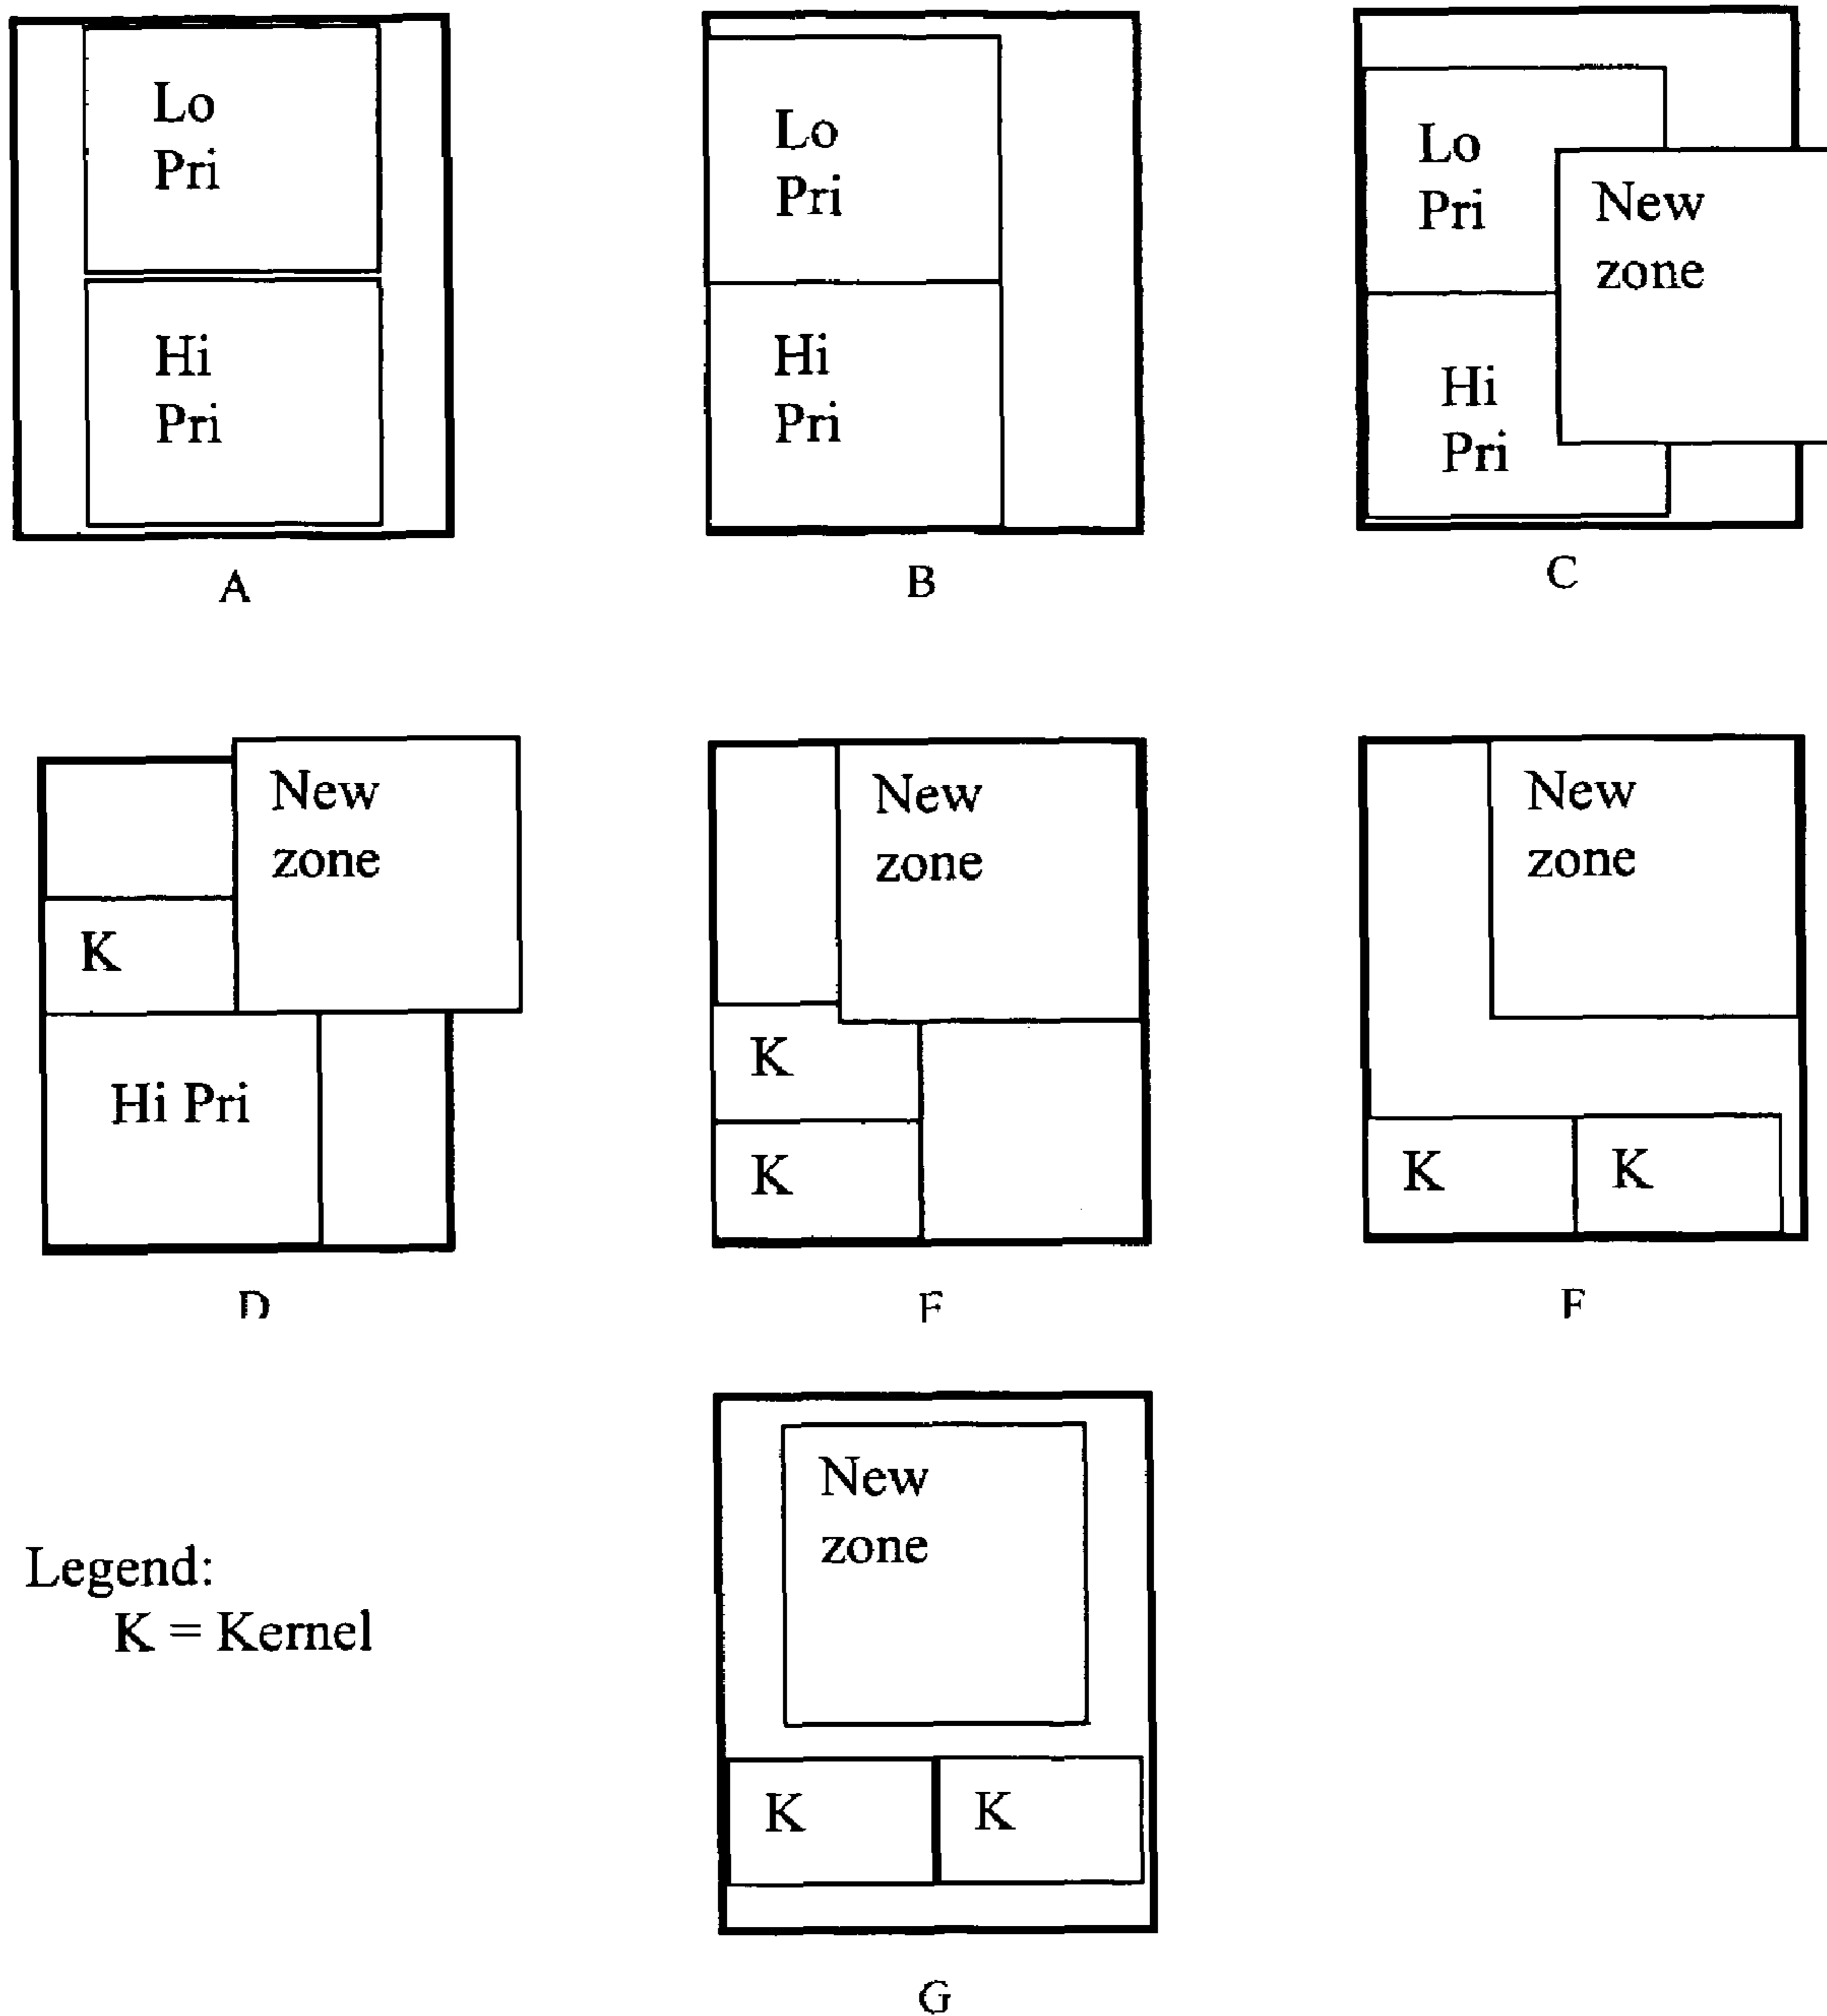 Lo
Pri
Hi
Pri
A
Lo
Pri
Hi
Pri
B
Lo
Pri
New
zone
Hi
Pri
C
New
zone
K
Hi Pri
D
New
zone
K
K
E
New
zone
K
K
F
New
zone
K
K
G
Legend:
K = Kernel